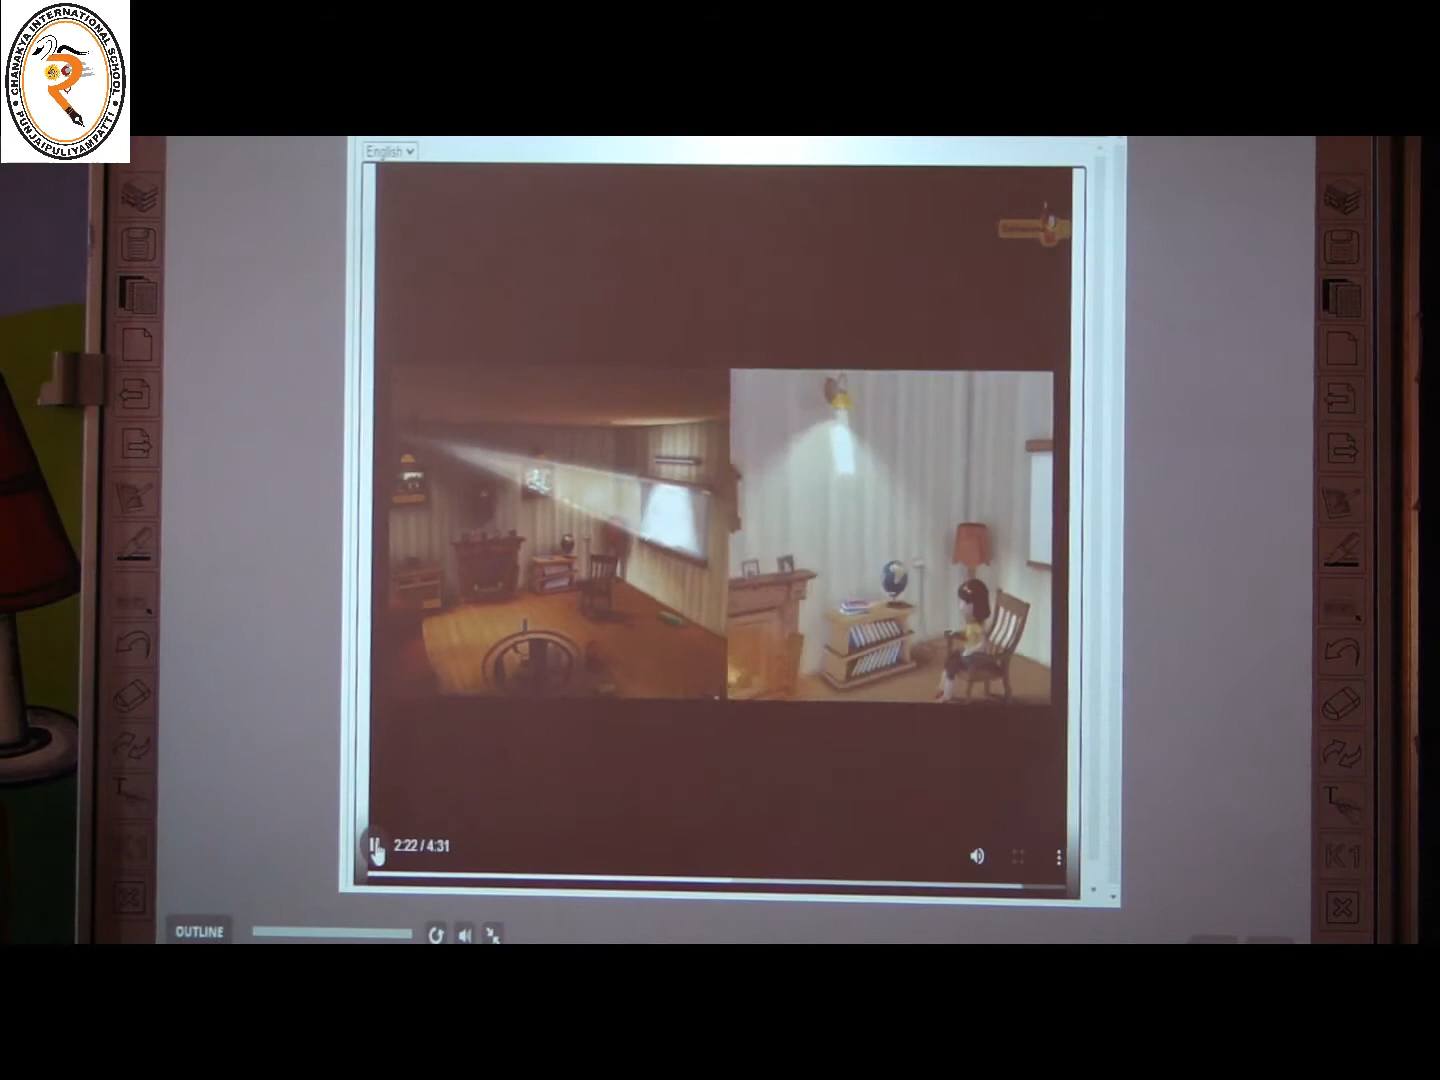 CHANAKYA INTERNATIONAL SCHOOL
• PUNJAIPULIYAMPATTI •
English
2:22 / 4:31
T
T
K1
OUTLINE